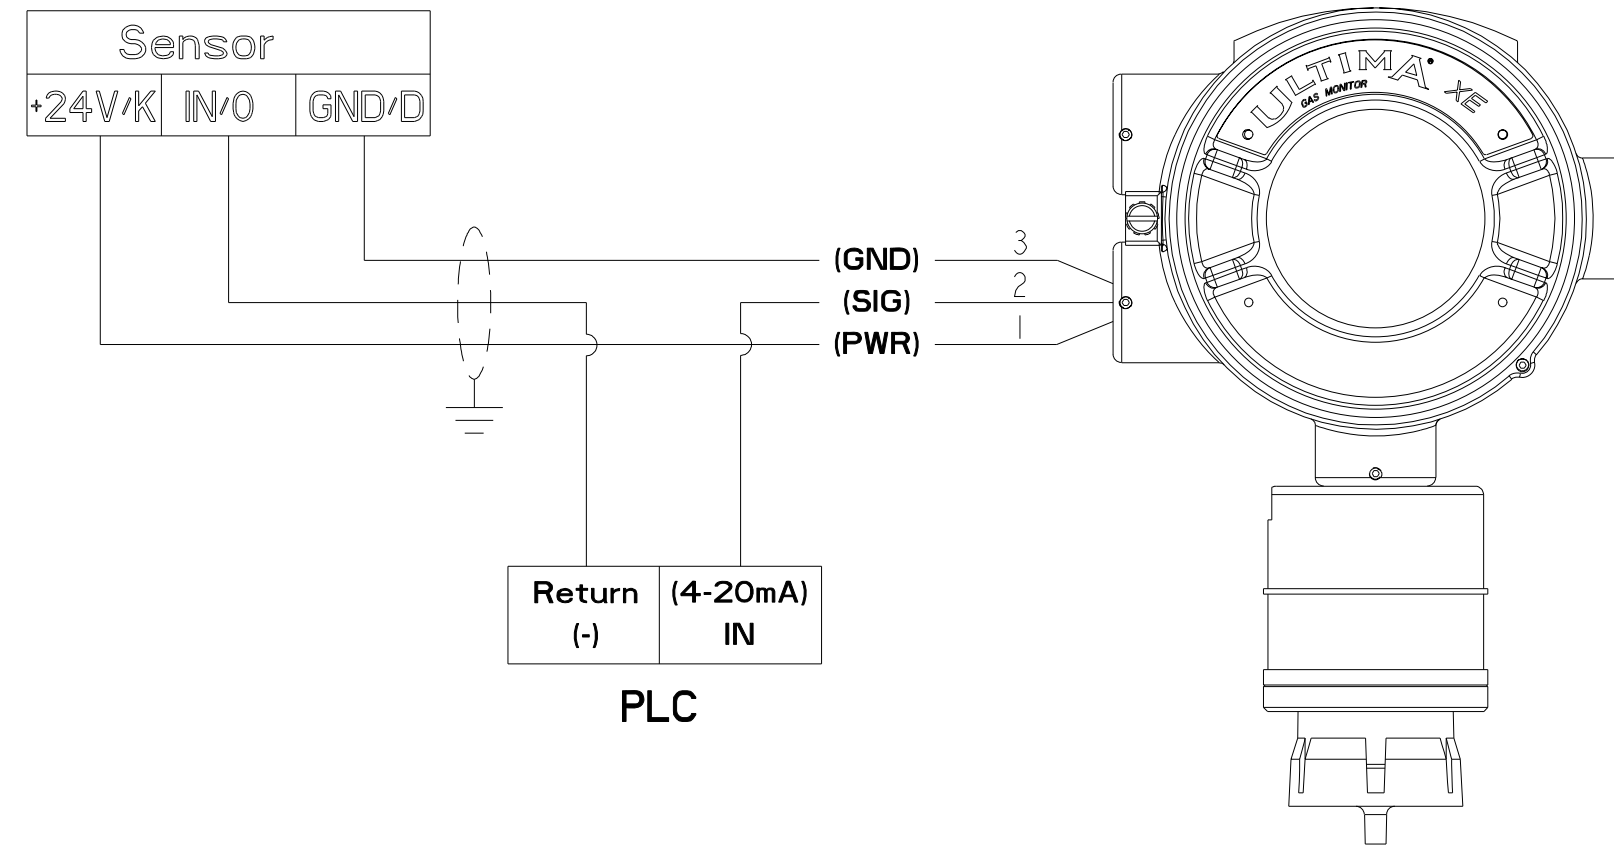 Sensor
+24V/K IN/O GND/D
ULTIMA® XE
GAS MONITOR
(GND) 3
(SIG) 2
(PWR) 1
Return (4-20mA)
(-) IN
PLC